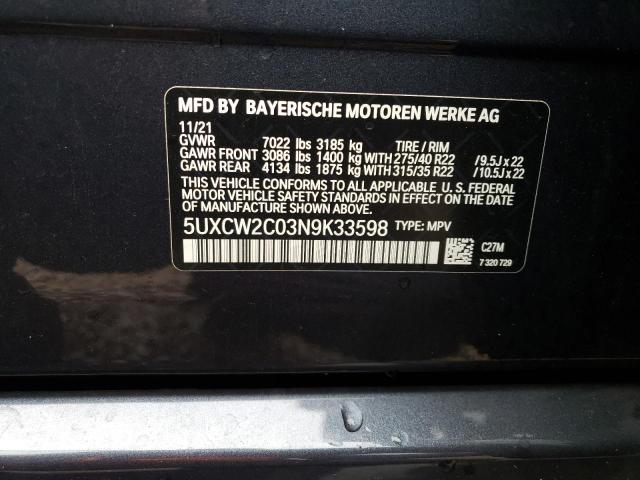 MFD BY BAYERISCHE MOTOREN WERKE AG
11/21
GVWR 7022 lbs 3185 kg TIRE / RIM
GAWR FRONT 3086 lbs 1400 kg WITH 275/40 R22 / 9.5J x 22
GAWR REAR 4134 lbs 1875 kg WITH 315/35 R22 / 10.5J x 22
THIS VEHICLE CONFORMS TO ALL APPLICABLE U. S. FEDERAL
MOTOR VEHICLE SAFETY STANDARDS IN EFFECT ON THE
DATE OF MANUFACTURE SHOWN ABOVE.
5UXCW2C03N9K33598 TYPE: MPV
C27M
7 320 729